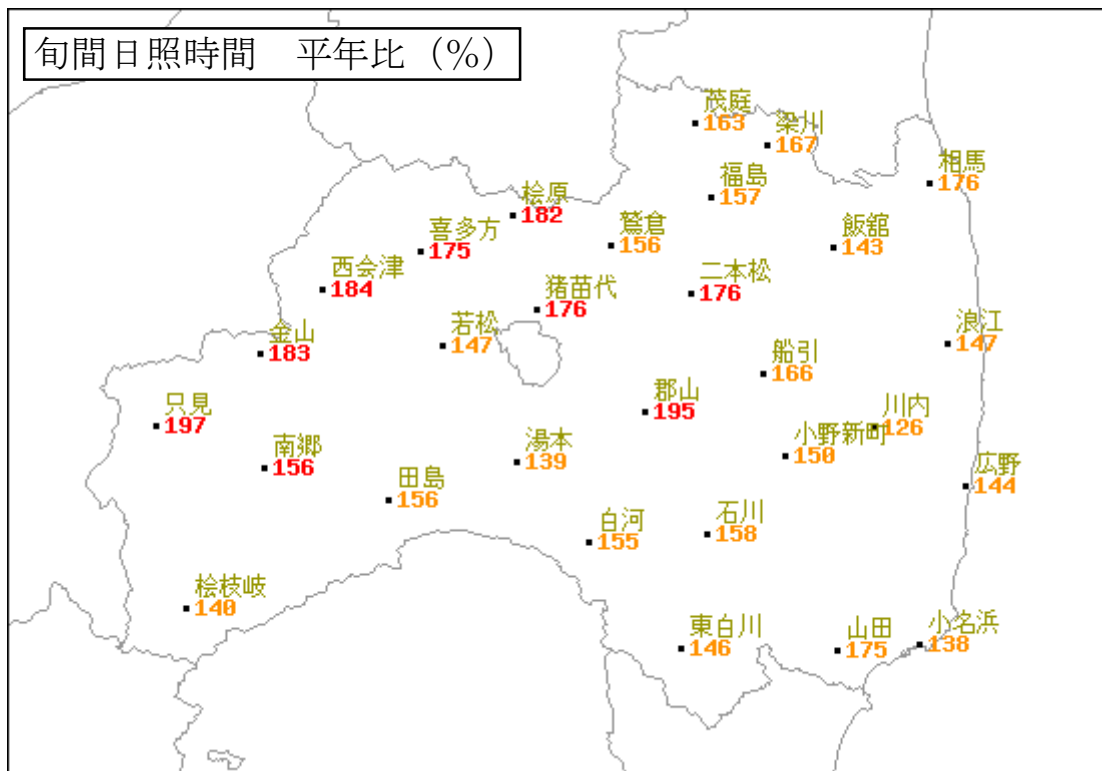 旬間日照時間　平年比（％）
茂庭
163
梁川
167
相馬
176
福島
157
桧原
182
鷲倉
156
飯舘
143
喜多方
175
西会津
184
猪苗代
176
二本松
176
金山
183
若松
147
浪江
147
船引
166
只見
197
郡山
195
川内
126
南郷
156
湯本
139
小野新町
150
広野
144
田島
156
白河
155
石川
158
桧枝岐
140
東白川
146
山田
175
小名浜
138